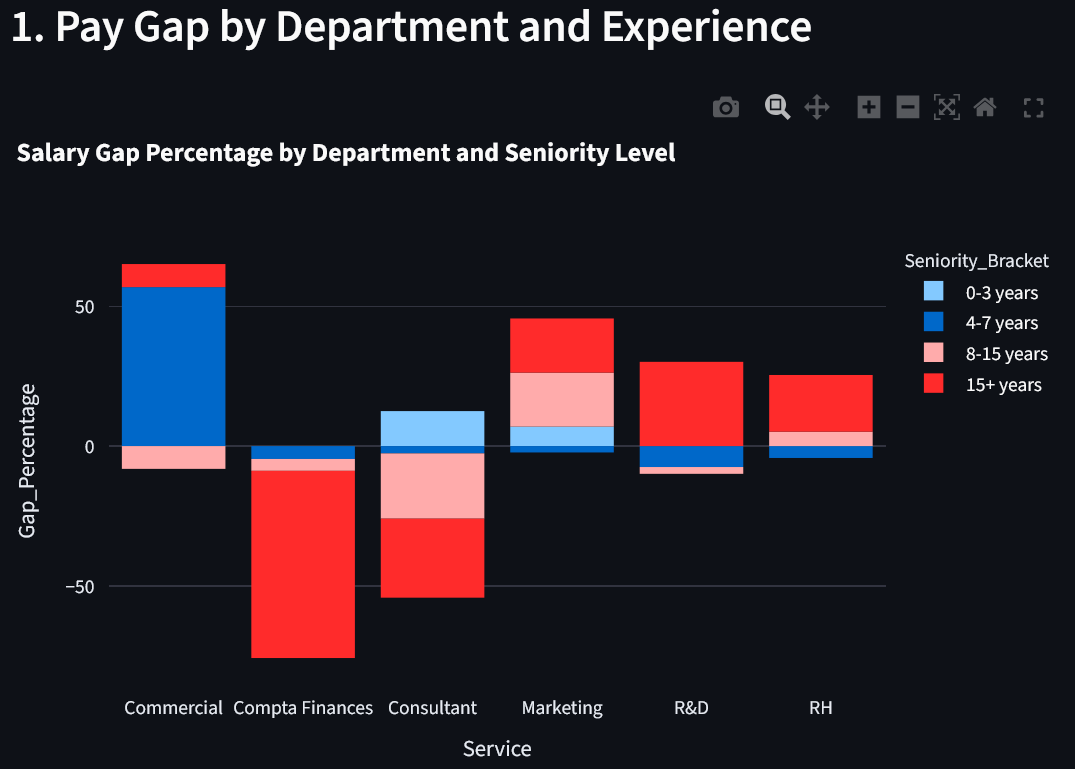 1. Pay Gap by Department and Experience
Salary Gap Percentage by Department and Seniority Level
Seniority_Bracket
0-3 years
4-7 years
8-15 years
15+ years
50
0
−50
Gap_Percentage
Commercial
Compta Finances
Consultant
Marketing
R&D
RH
Service